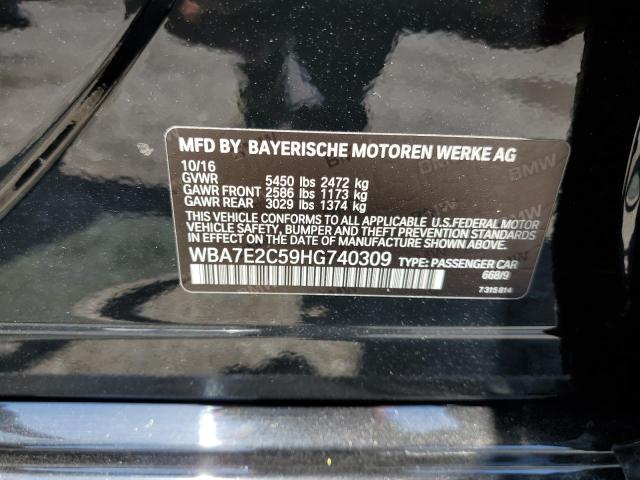 MFD BY BAYERISCHE MOTOREN WERKE AG
10/16
GVWR 5450 lbs 2472 kg
GAWR FRONT 2586 lbs 1173 kg
GAWR REAR 3029 lbs 1374 kg
THIS VEHICLE CONFORMS TO ALL APPLICABLE U.S.FEDERAL MOTOR
VEHICLE SAFETY, BUMPER AND THEFT PREVENTION STANDARDS
IN EFFECT ON THE DATE OF MANUFACTURE SHOWN ABOVE.
WBA7E2C59HG740309 TYPE: PASSENGER CAR
668/9
7315814
BMW